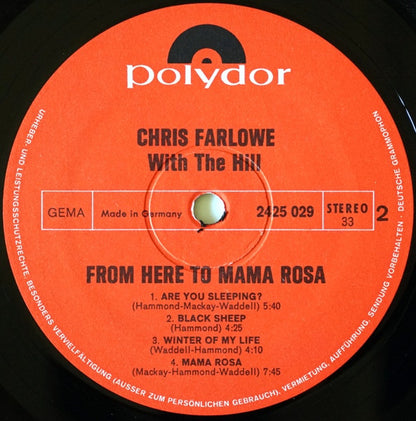 polydor
CHRIS FARLOWE
With The Hill
GEMA
Made in Germany
2425 029
STEREO
33
2
FROM HERE TO MAMA ROSA
1. ARE YOU SLEEPING?
(Hammond-Mackay-Waddell) 5:40
2. BLACK SHEEP
(Hammond) 4:25
3. WINTER OF MY LIFE
(Waddell-Hammond) 4:10
4. MAMA ROSA
(Mackay-Hammond-Waddell) 7:45
URHEBER- UND LEISTUNGSSCHUTZRECHTE, BESONDERS VERVIELFÄLTIGUNG (AUSSER ZUM PERSÖNLICHEN GEBRAUCH), VERMIETUNG, AUFFÜHRUNG, SENDUNG VORBEHALTEN · DEUTSCHE GRAMMOPHON